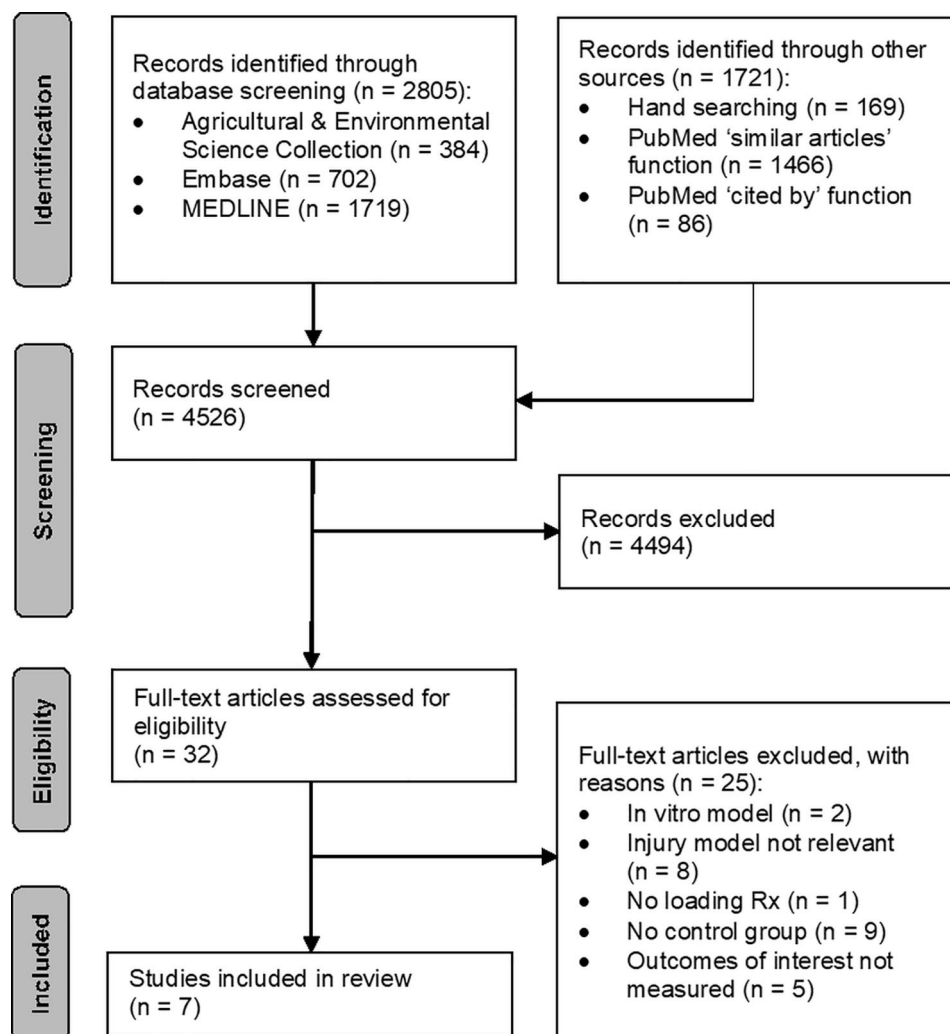 Identification
Records identified through
database screening (n = 2805):
• Agricultural & Environmental
Science Collection (n = 384)
• Embase (n = 702)
• MEDLINE (n = 1719)
Records identified through other
sources (n = 1721):
• Hand searching (n = 169)
• PubMed ‘similar articles’
function (n = 1466)
• PubMed ‘cited by’ function
(n = 86)
Screening
Records screened
(n = 4526)
Records excluded
(n = 4494)
Eligibility
Full-text articles assessed for
eligibility
(n = 32)
Full-text articles excluded, with
reasons (n = 25):
• In vitro model (n = 2)
• Injury model not relevant
(n = 8)
• No loading Rx (n = 1)
• No control group (n = 9)
• Outcomes of interest not
measured (n = 5)
Included
Studies included in review
(n = 7)